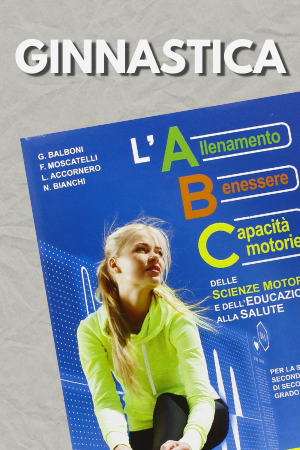 GINNASTICA
G. BALBONI
F. MOSCATELLI
L. ACCORNERO
N. BIANCHI
L'Allenamento
Benessere
Capacità
motorie
DELLE
SCIENZE MOTOR
E DELL'EDUCAZIO
ALLA SALUTE
PER LA S
SECOND
DI SECO
GRADO